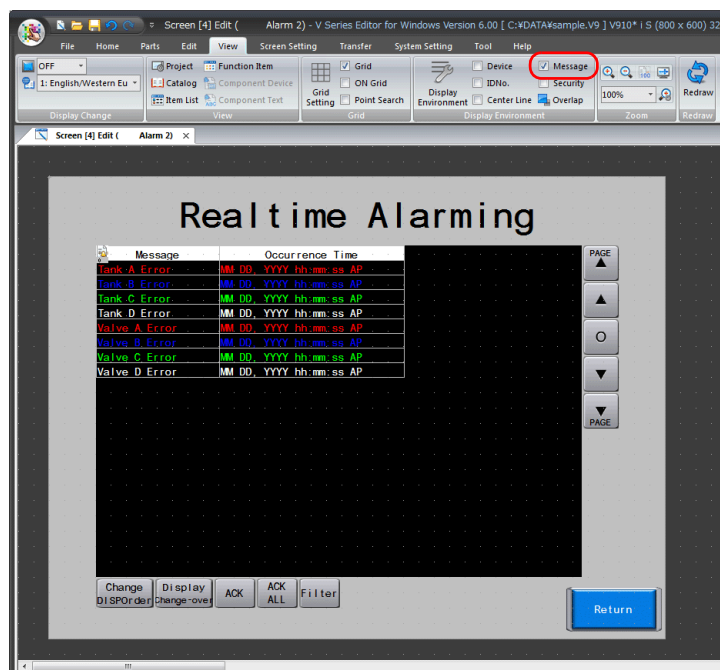 Screen [4] Edit ( Alarm 2) - V Series Editor for Windows Version 6.00 [ C:¥DATA¥sample.V9 ] V910* i S (800 x 600) 32
File Home Parts Edit View Screen Setting Transfer System Setting Tool Help
OFF Project Function Item Grid Device Message
1: English/Western Eu Catalog Component Device ON Grid IDNo. Security
Item List Component Text Grid Setting Point Search Display Environment Center Line Overlap 100% Redraw
Display Change View Grid Display Environment Zoom Redraw
Screen [4] Edit ( Alarm 2) ×
Realtime Alarming
Message Occurrence Time
Tank A Error MM DD, YYYY hh:mm:ss AP
Tank B Error MM DD, YYYY hh:mm:ss AP
Tank C Error MM DD, YYYY hh:mm:ss AP
Tank D Error MM DD, YYYY hh:mm:ss AP
Valve A Error MM DD, YYYY hh:mm:ss AP
Valve B Error MM DD, YYYY hh:mm:ss AP
Valve C Error MM DD, YYYY hh:mm:ss AP
Valve D Error MM DD, YYYY hh:mm:ss AP
PAGE
O
PAGE
Change DISPOrder
Display Change-over
ACK
ACK ALL
Filter
Return